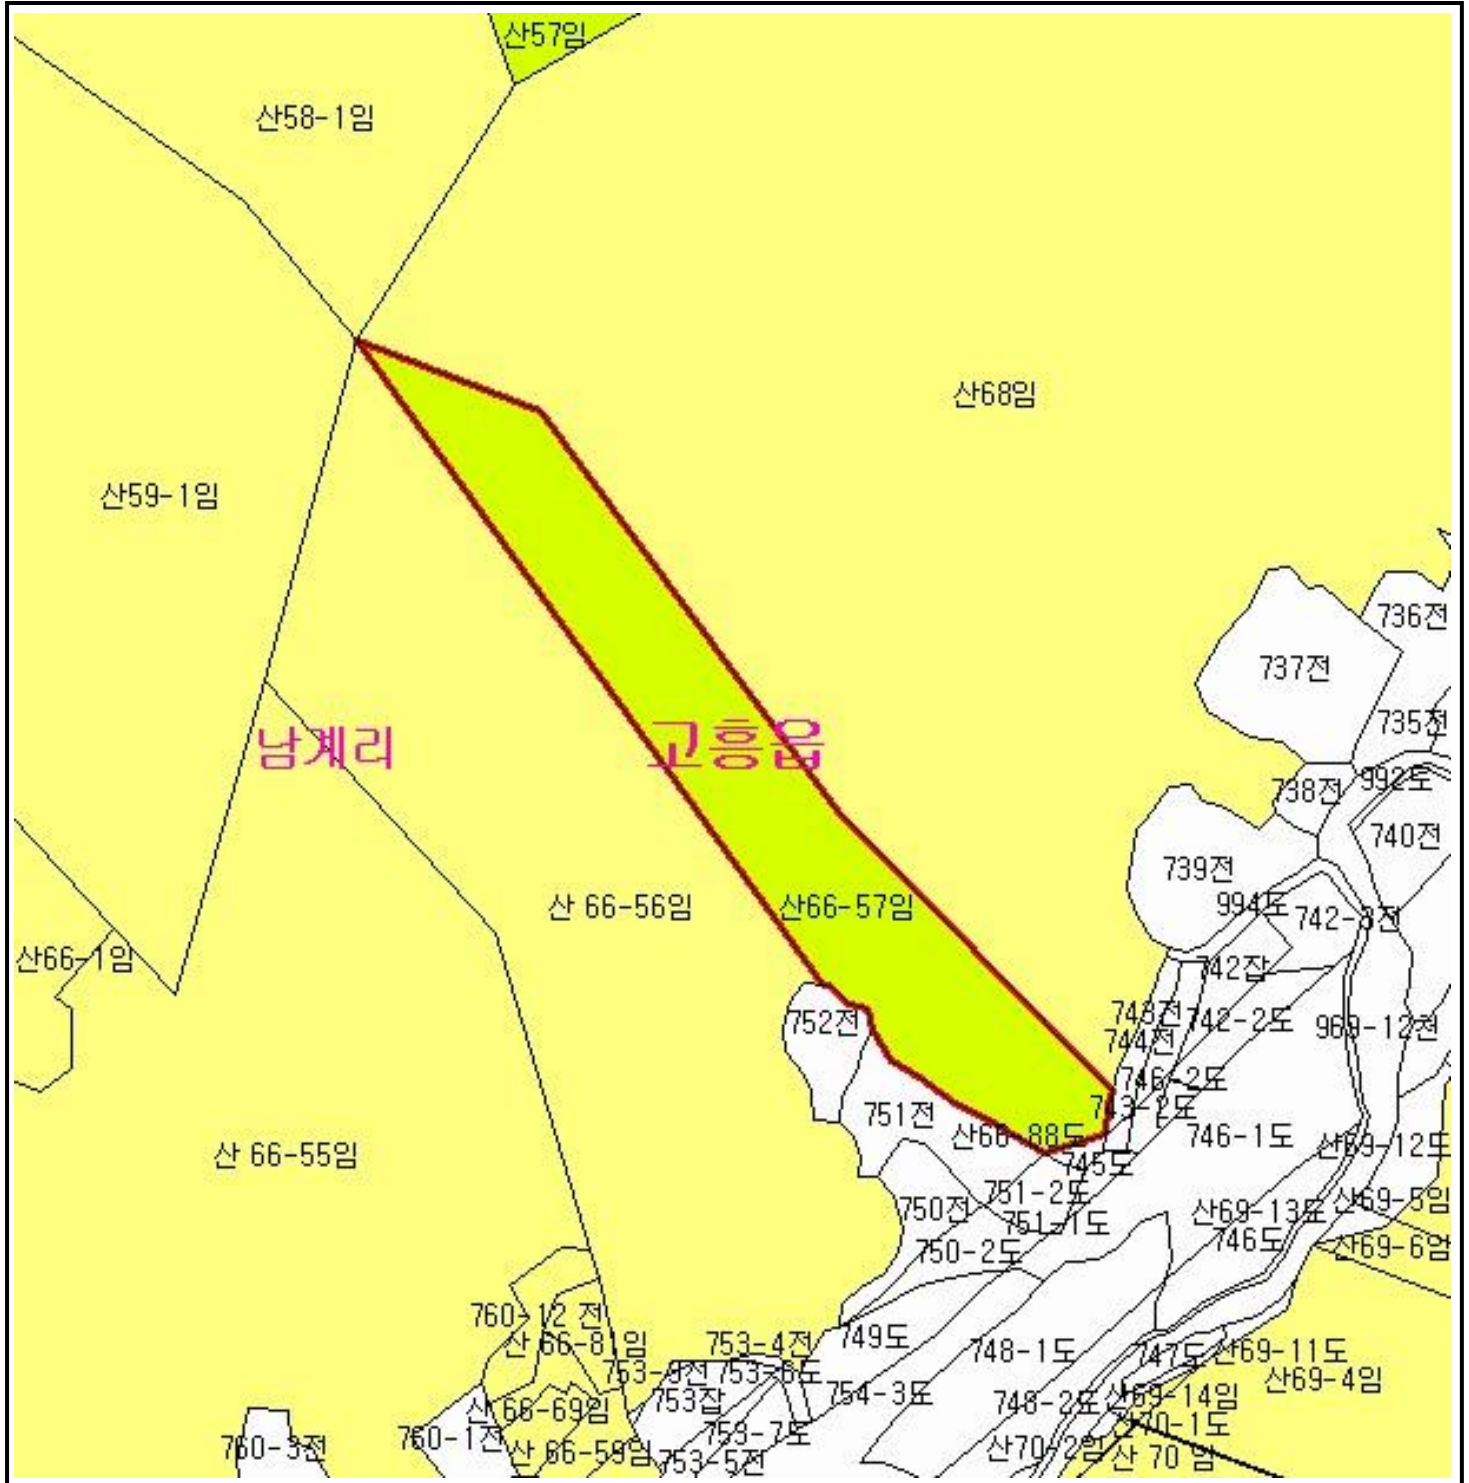 산57임
산58-1임
산68임
산59-1임
736전
737전
735전
남계리
고흥읍
992도
738전
740전
739전
산 66-56임
산66-57임
994도
742-3전
산66-1임
742잡
743전
752전
742-2도
969-12천
744전
746-2도
743-2도
751전
산66-88도
746-1도
산69-12도
산 66-55임
745도
751-2도
750전
산69-5임
산69-13도
751-1도
746도
750-2도
산69-6임
760-12 전
산 66-81임
753-4전
749도
748-1도
747도
산69-11도
753-9전
753-6도
산69-4임
753잡
754-3도
748-2도
산69-14임
산 66-69임
산70-1도
760-3전
760-1전
753-7도
산70-2임
산 66-59임
753-5전
산 70 임